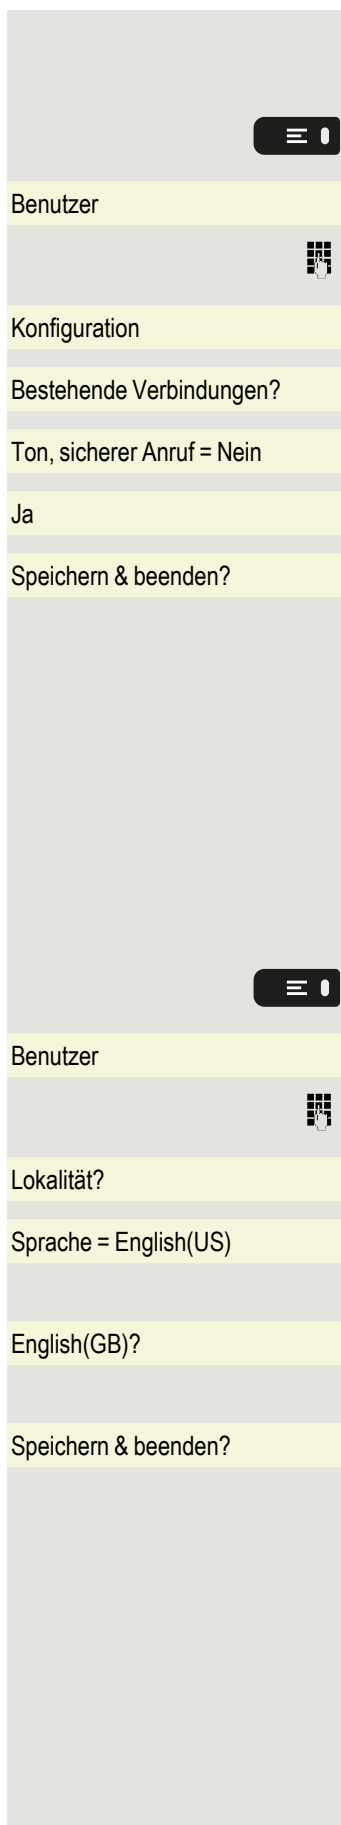 Benutzer
Konfiguration
Bestehende Verbindungen?
Ton, sicherer Anruf = Nein
Ja
Speichern & beenden?
Benutzer
Lokalität?
Sprache = English(US)
English(GB)?
Speichern & beenden?